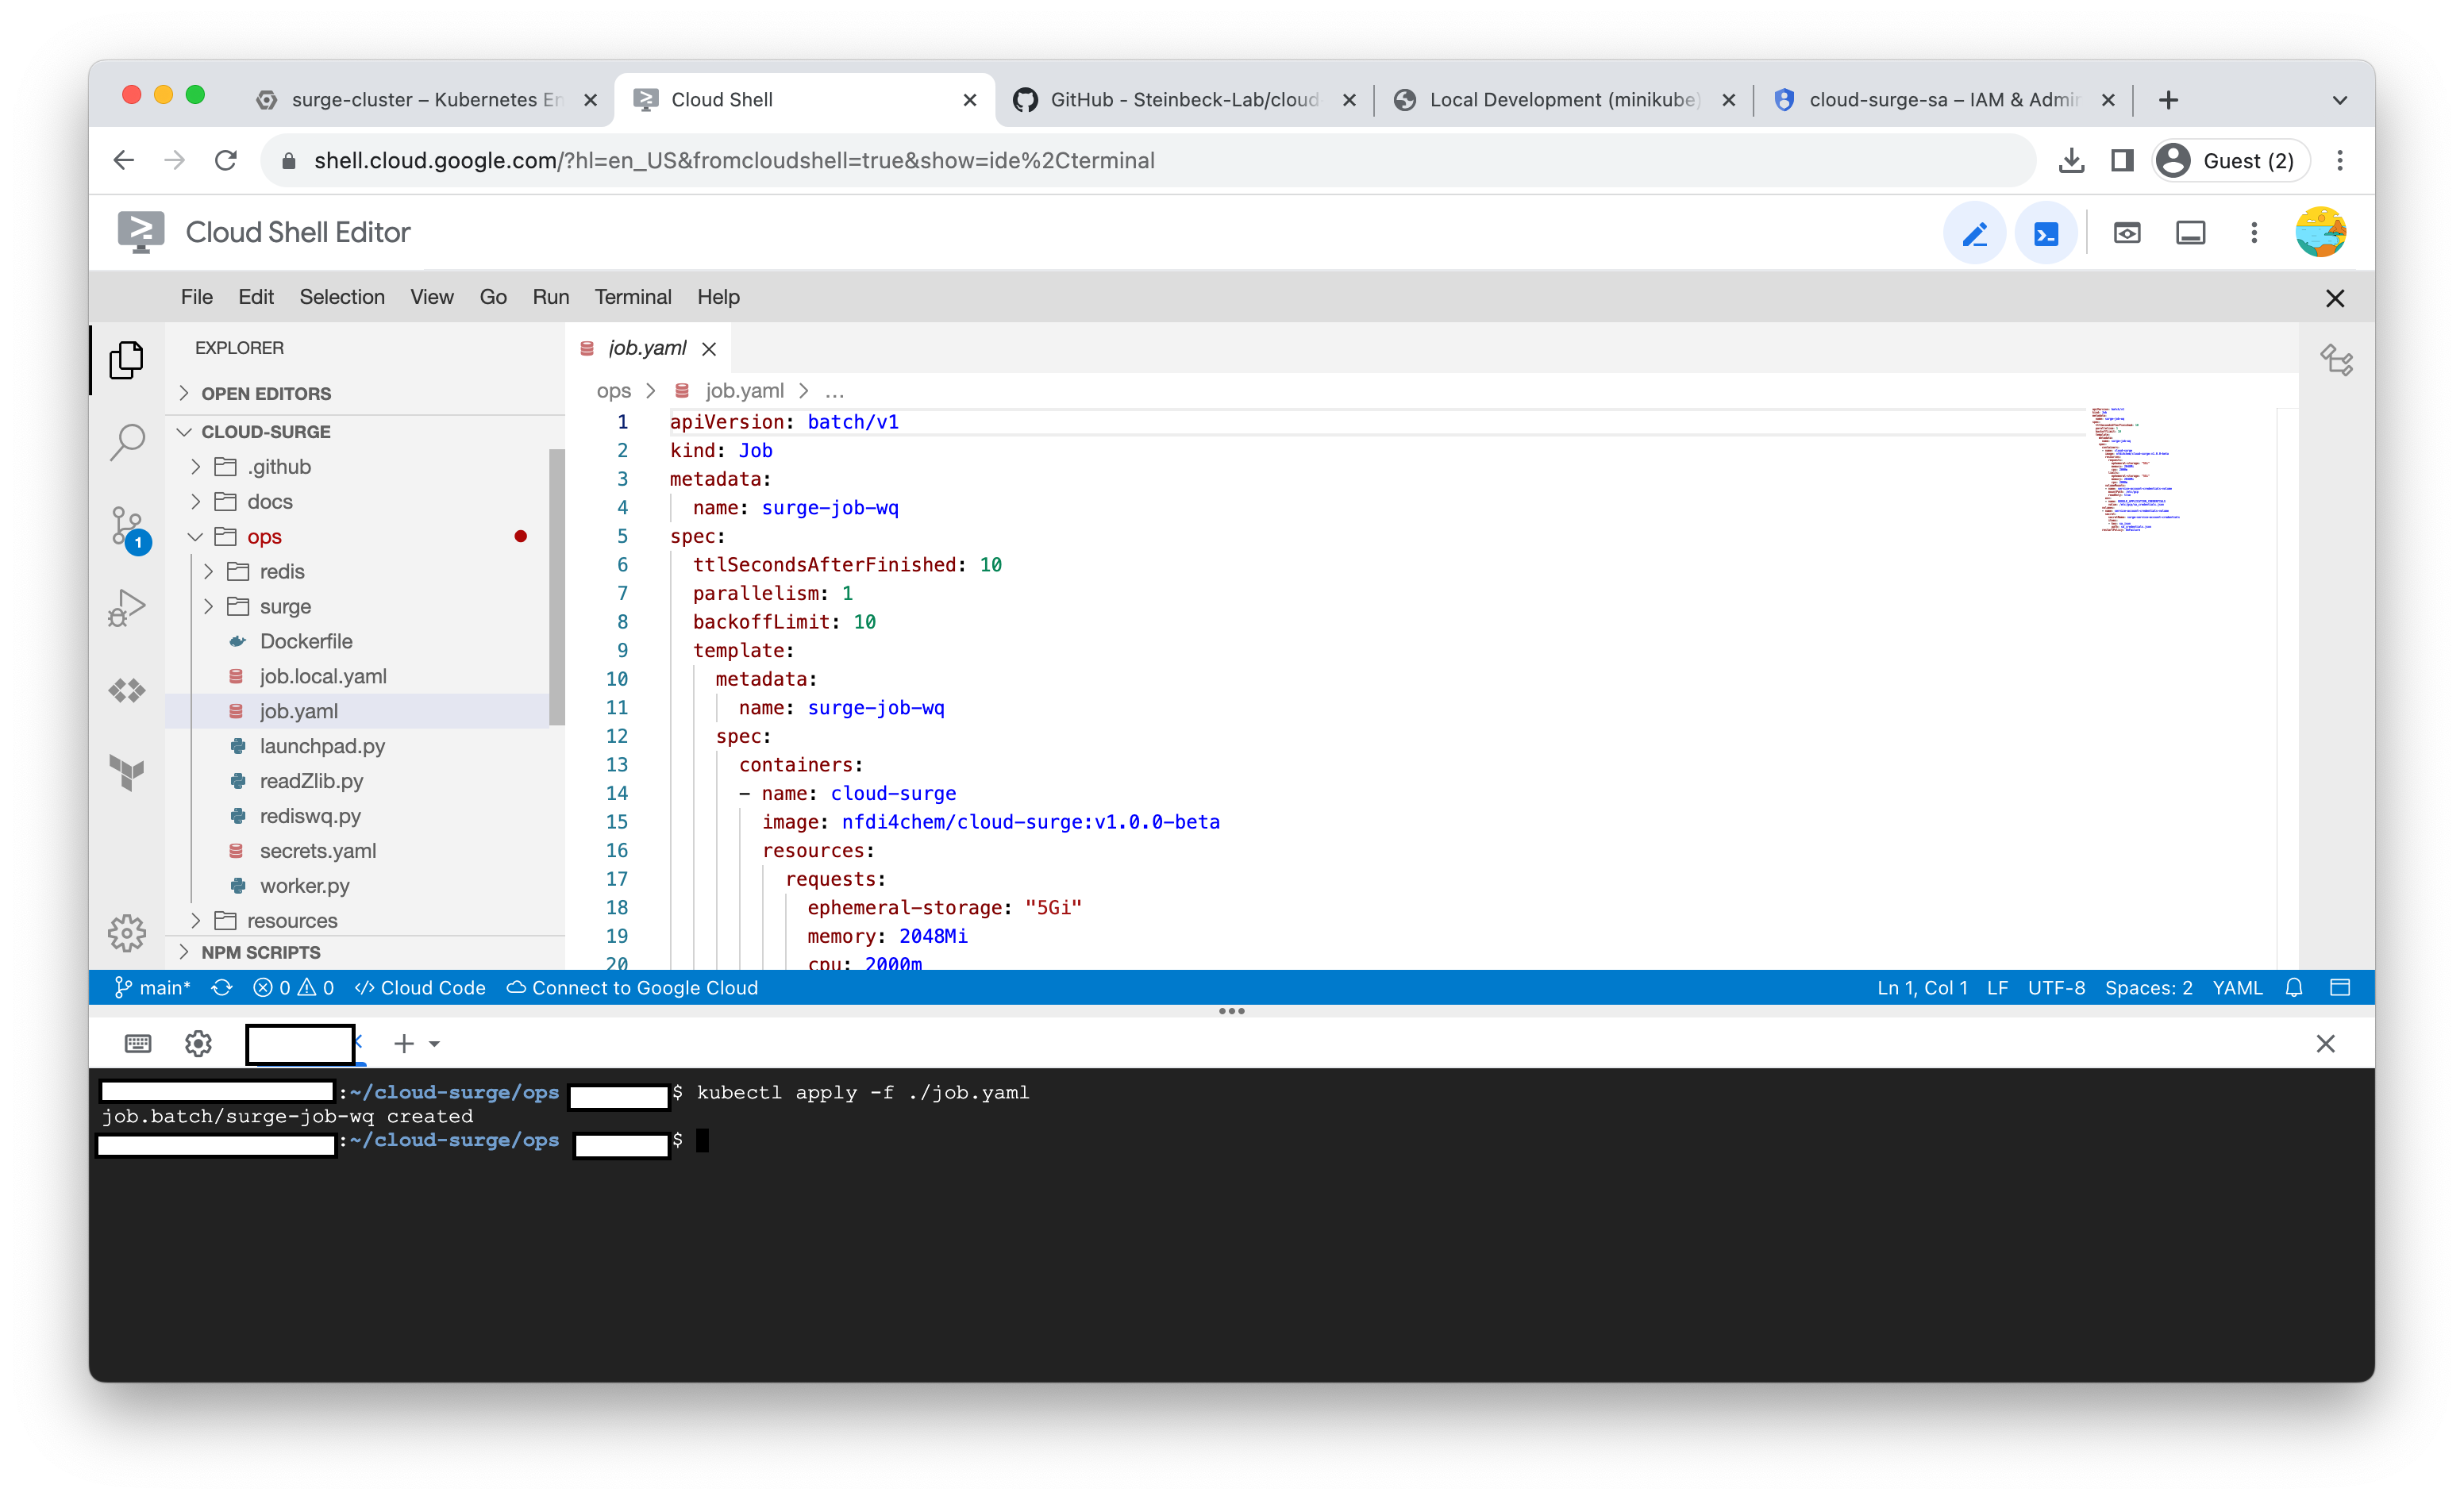 surge-cluster – Kubernetes En
Cloud Shell
GitHub - Steinbeck-Lab/cloud-
Local Development (minikube)
cloud-surge-sa – IAM & Admin
shell.cloud.google.com/?hl=en_US&fromcloudshell=true&show=ide%2Cterminal
Guest (2)
Cloud Shell Editor
File Edit Selection View Go Run Terminal Help
EXPLORER
OPEN EDITORS
CLOUD-SURGE
.github
docs
ops
redis
surge
Dockerfile
job.local.yaml
job.yaml
launchpad.py
readZlib.py
rediswq.py
secrets.yaml
worker.py
resources
NPM SCRIPTS
1
job.yaml
ops > job.yaml > ...
1 apiVersion: batch/v1
2 kind: Job
3 metadata:
4 name: surge-job-wq
5 spec:
6 ttlSecondsAfterFinished: 10
7 parallelism: 1
8 backoffLimit: 10
9 template:
10 metadata:
11 name: surge-job-wq
12 spec:
13 containers:
14 - name: cloud-surge
15 image: nfdi4chem/cloud-surge:v1.0.0-beta
16 resources:
17 requests:
18 ephemeral-storage: "5Gi"
19 memory: 2048Mi
20 cpu: 2000m
main* 0 0 </> Cloud Code Connect to Google Cloud
Ln 1, Col 1 LF UTF-8 Spaces: 2 YAML
:~/cloud-surge/ops $ kubectl apply -f ./job.yaml
job.batch/surge-job-wq created
:~/cloud-surge/ops $